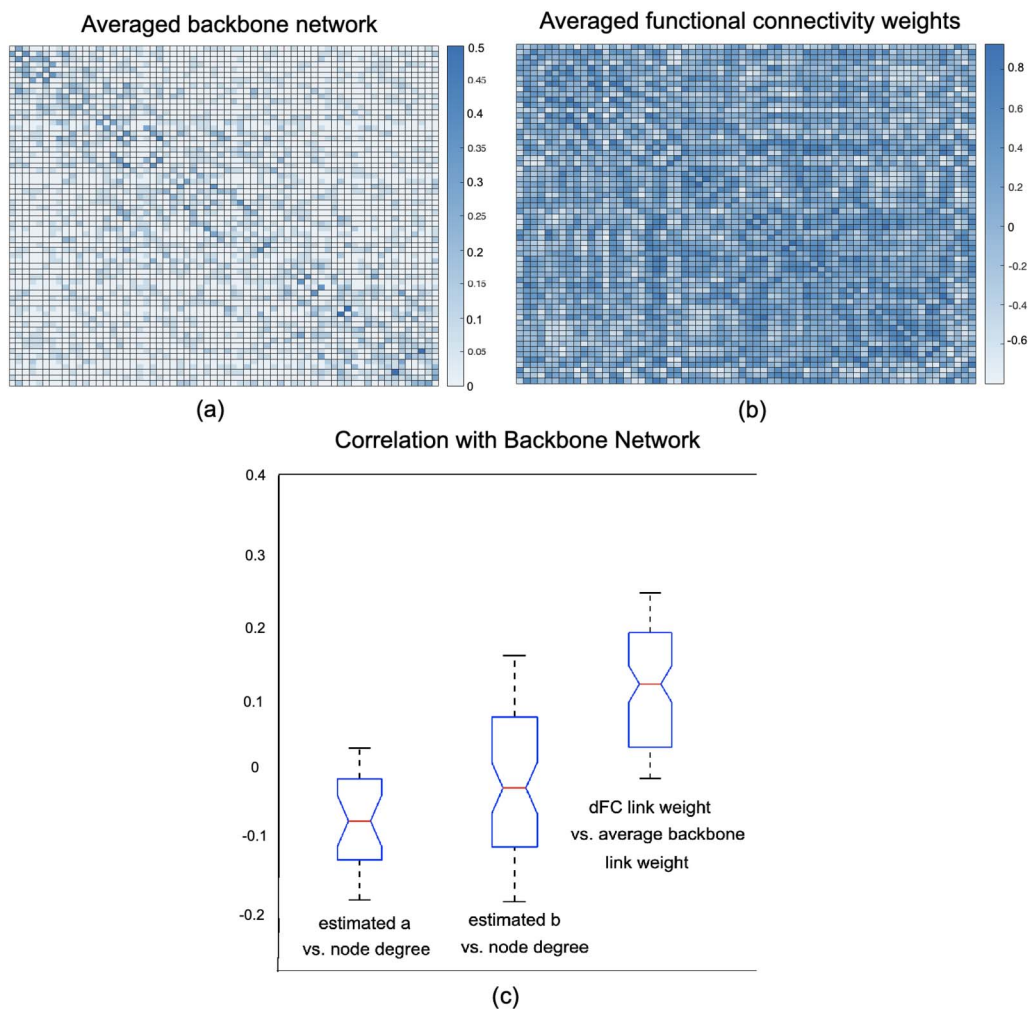 Averaged backbone network
Averaged functional connectivity weights
0.5
0.45
0.4
0.35
0.3
0.25
0.2
0.15
0.1
0.05
0
0.8
0.6
0.4
0.2
0
-0.2
-0.4
-0.6
(a)
(b)
Correlation with Backbone Network
0.4
0.3
0.2
0.1
0
-0.1
-0.2
estimated a
vs. node degree
estimated b
vs. node degree
dFC link weight
vs. average backbone
link weight
(c)